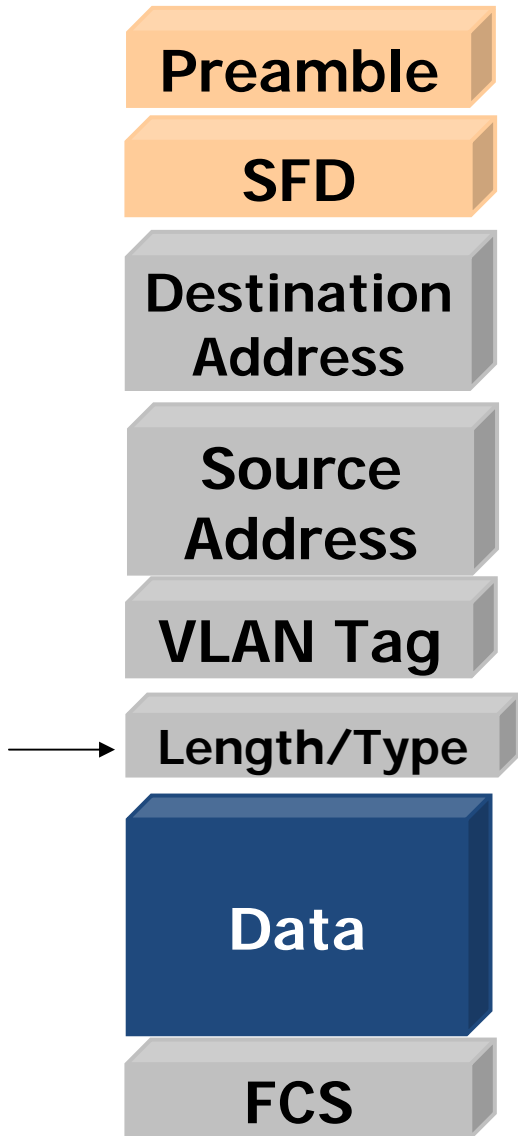 Preamble
SFD
Destination
Address
Source
Address
VLAN Tag
Length/Type
Data
FCS